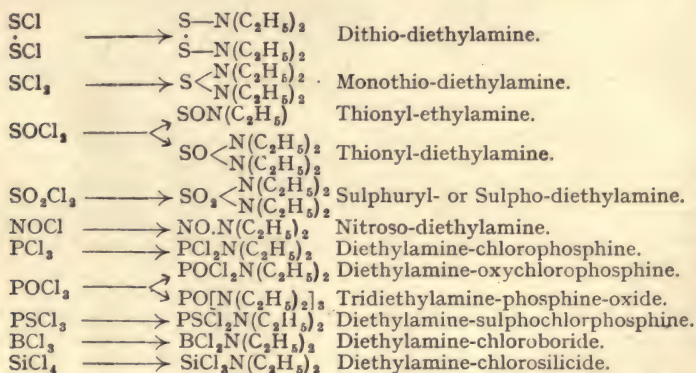 SCl ⟶ S—N(C₂H₅)₂ Dithio-diethylamine.
SCl S—N(C₂H₅)₂
SCl₂ ⟶ S<N(C₂H₅)₂ N(C₂H₅)₂ Monothio-diethylamine.
SOCl₂ ⟶ SON(C₂H₅) Thionyl-ethylamine.
SO<N(C₂H₅)₂ N(C₂H₅)₂ Thionyl-diethylamine.
SO₂Cl₂ ⟶ SO₂<N(C₂H₅)₂ N(C₂H₅)₂ Sulphuryl- or Sulpho-diethylamine.
NOCl ⟶ NO.N(C₂H₅)₂ Nitroso-diethylamine.
PCl₃ ⟶ PCl₂N(C₂H₅)₂ Diethylamine-chlorophosphine.
POCl₃ ⟶ POCl₂N(C₂H₅)₂ Diethylamine-oxychlorophosphine.
PO[N(C₂H₅)₂]₃ Tridiethylamine-phosphine-oxide.
PSCl₃ ⟶ PSCl₂N(C₂H₅)₂ Diethylamine-sulphochlorphosphine.
BCl₃ ⟶ BCl₂N(C₂H₅)₂ Diethylamine-chloroboride.
SiCl₄ ⟶ SiCl₃N(C₂H₅)₂ Diethylamine-chlorosilicide.